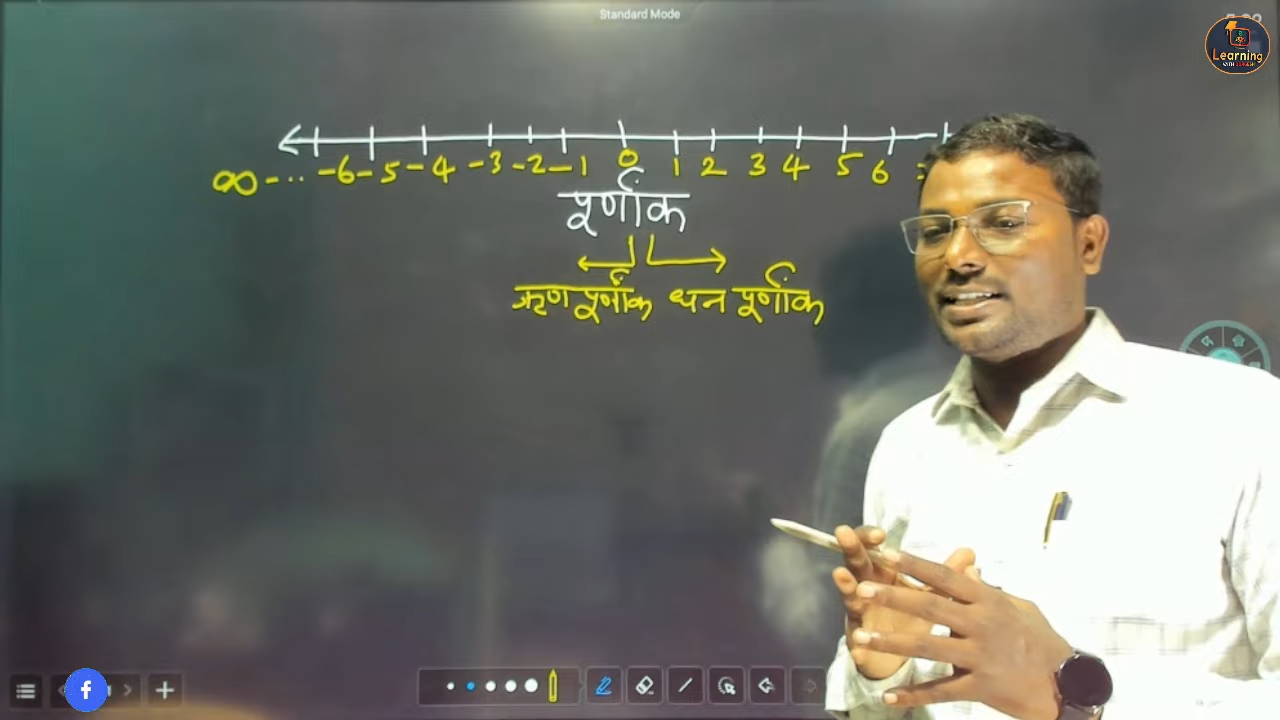 Standard Mode
Learning
∞--·· -6 -5 -4 -3 -2 -1 0 1 2 3 4 5 6
पूर्णांक
ऋण पूर्णांक धन पूर्णांक